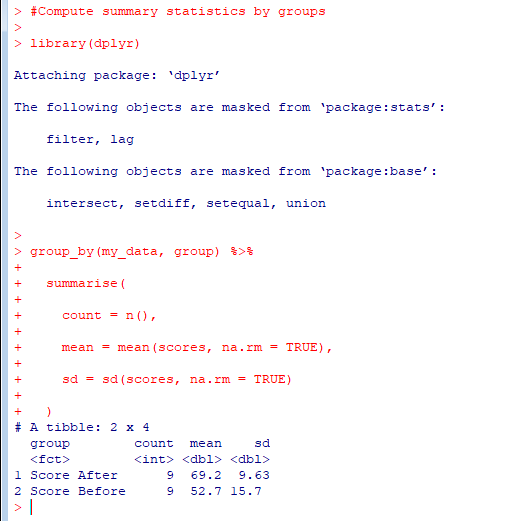 > #Compute summary statistics by groups
>
> library(dplyr)
Attaching package: ‘dplyr’
The following objects are masked from ‘package:stats’:
    filter, lag
The following objects are masked from ‘package:base’:
    intersect, setdiff, setequal, union
>
> group_by(my_data, group) %>%
+
+   summarise(
+
+     count = n(),
+
+     mean = mean(scores, na.rm = TRUE),
+
+     sd = sd(scores, na.rm = TRUE)
+
+   )
# A tibble: 2 x 4
  group        count  mean    sd
  <fct>        <int> <dbl> <dbl>
1 Score After      9  69.2  9.63
2 Score Before     9  52.7 15.7
>